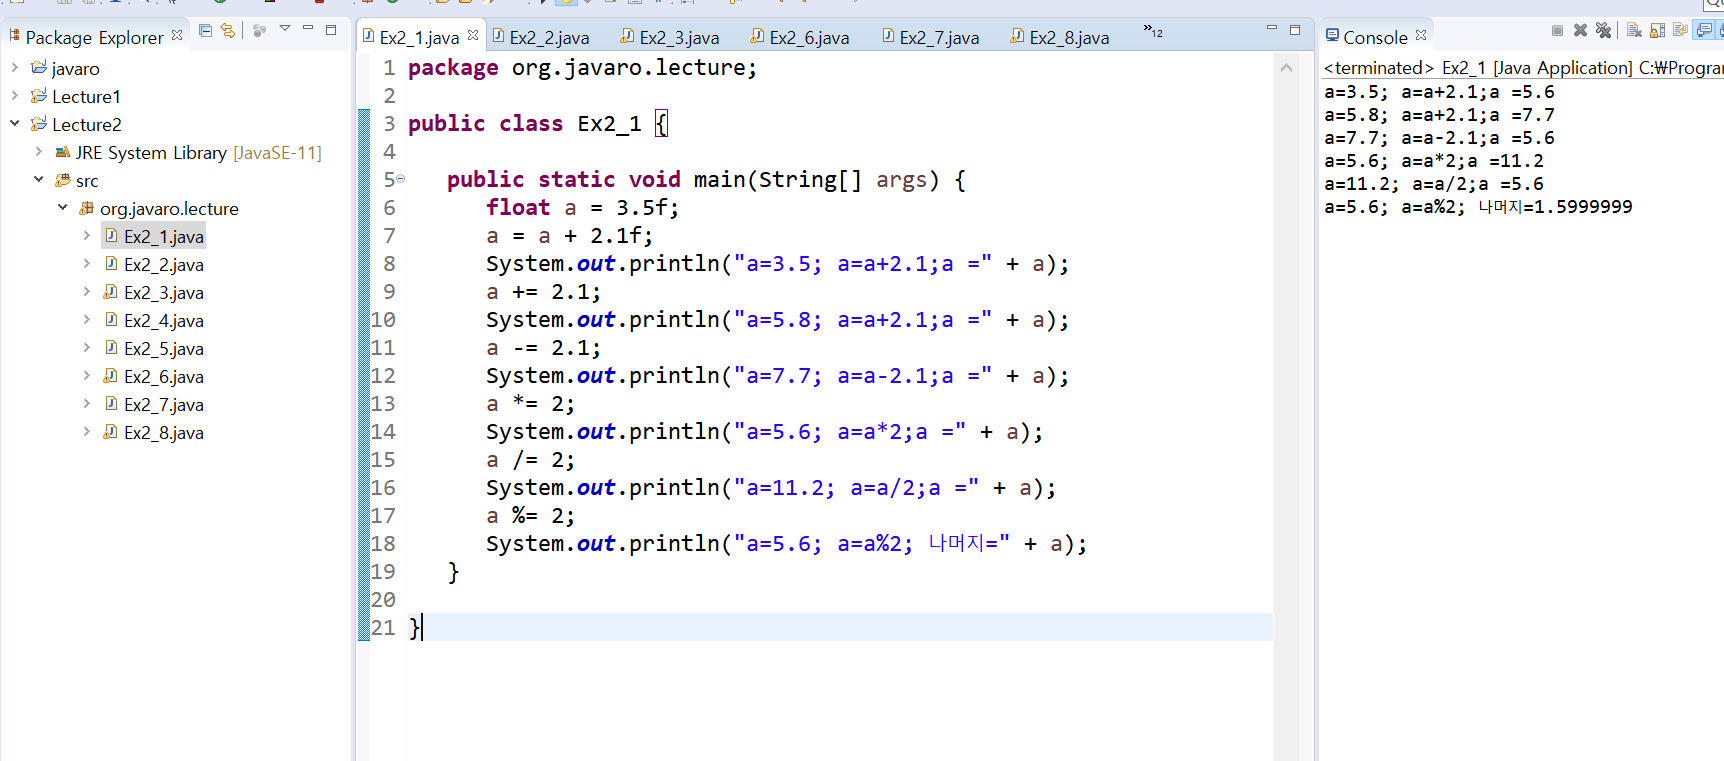 Package Explorer
javaro
Lecture1
Lecture2
JRE System Library [JavaSE-11]
src
org.javaro.lecture
Ex2_1.java
Ex2_2.java
Ex2_3.java
Ex2_4.java
Ex2_5.java
Ex2_6.java
Ex2_7.java
Ex2_8.java
Ex2_1.java Ex2_2.java Ex2_3.java Ex2_6.java Ex2_7.java Ex2_8.java »12
1 package org.javaro.lecture;
2
3 public class Ex2_1 {
4
5 public static void main(String[] args) {
6 float a = 3.5f;
7 a = a + 2.1f;
8 System.out.println("a=3.5; a=a+2.1;a =" + a);
9 a += 2.1;
10 System.out.println("a=5.8; a=a+2.1;a =" + a);
11 a -= 2.1;
12 System.out.println("a=7.7; a=a-2.1;a =" + a);
13 a *= 2;
14 System.out.println("a=5.6; a=a*2;a =" + a);
15 a /= 2;
16 System.out.println("a=11.2; a=a/2;a =" + a);
17 a %= 2;
18 System.out.println("a=5.6; a=a%2; 나머지=" + a);
19 }
20
21 }
Console
<terminated> Ex2_1 [Java Application] C:₩Progra
a=3.5; a=a+2.1;a =5.6
a=5.8; a=a+2.1;a =7.7
a=7.7; a=a-2.1;a =5.6
a=5.6; a=a*2;a =11.2
a=11.2; a=a/2;a =5.6
a=5.6; a=a%2; 나머지=1.5999999